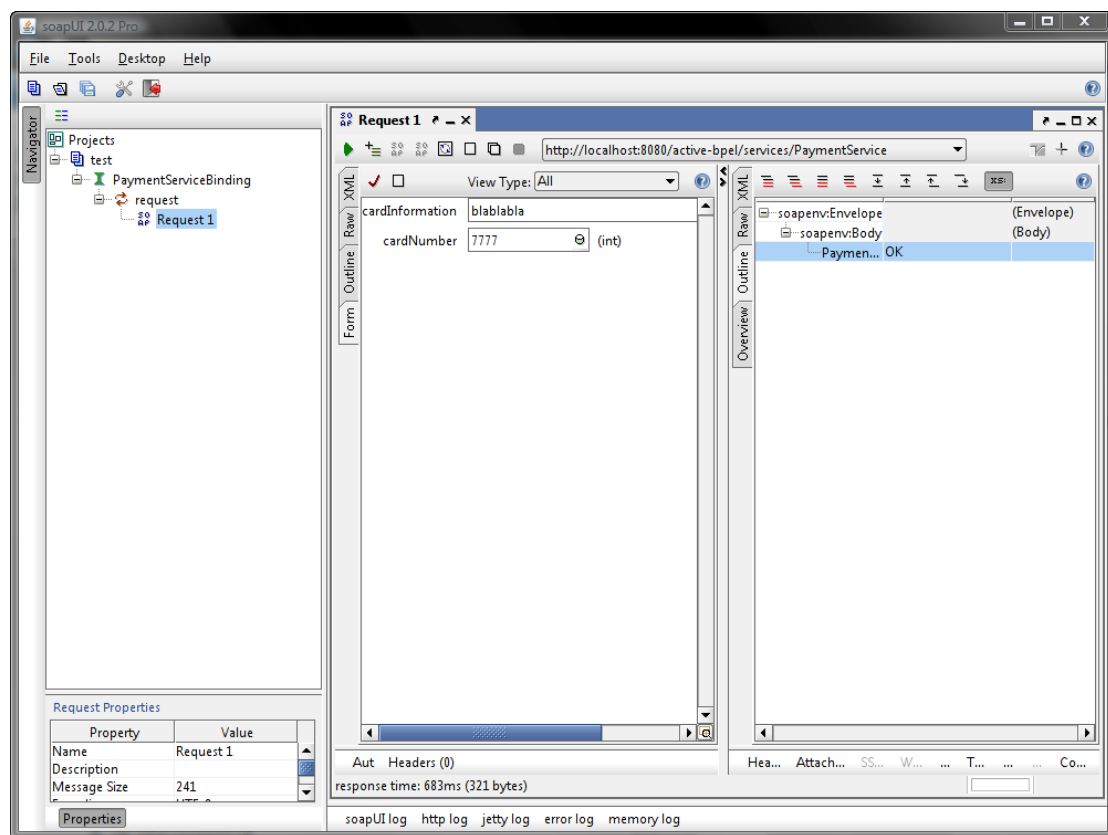 soapUI 2.0.2 Pro
File Tools Desktop Help
Navigator
Projects
test
PaymentServiceBinding
request
Request 1
Request Properties
Property Value
Name Request 1
Description
Message Size 241
Properties
Request 1
http://localhost:8080/active-bpel/services/PaymentService
XML
Raw
Outline
Form
View Type: All
cardInformation blablabla
cardNumber 7777 (int)
Aut Headers (0)
response time: 683ms (321 bytes)
XML
Raw
Outline
Overview
XS:
soapenv:Envelope (Envelope)
soapenv:Body (Body)
Paymen... OK
Hea... Attach... SS... W... ... T... ... ... Co...
soapUI log http log jetty log error log memory log